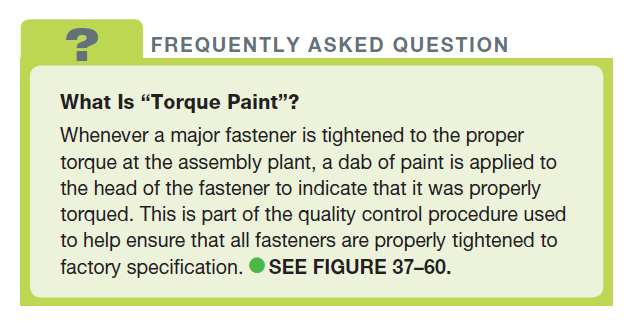 ?
FREQUENTLY ASKED QUESTION
What Is “Torque Paint”?
Whenever a major fastener is tightened to the proper
torque at the assembly plant, a dab of paint is applied to
the head of the fastener to indicate that it was properly
torqued. This is part of the quality control procedure used
to help ensure that all fasteners are properly tightened to
factory specification. ● SEE FIGURE 37–60.